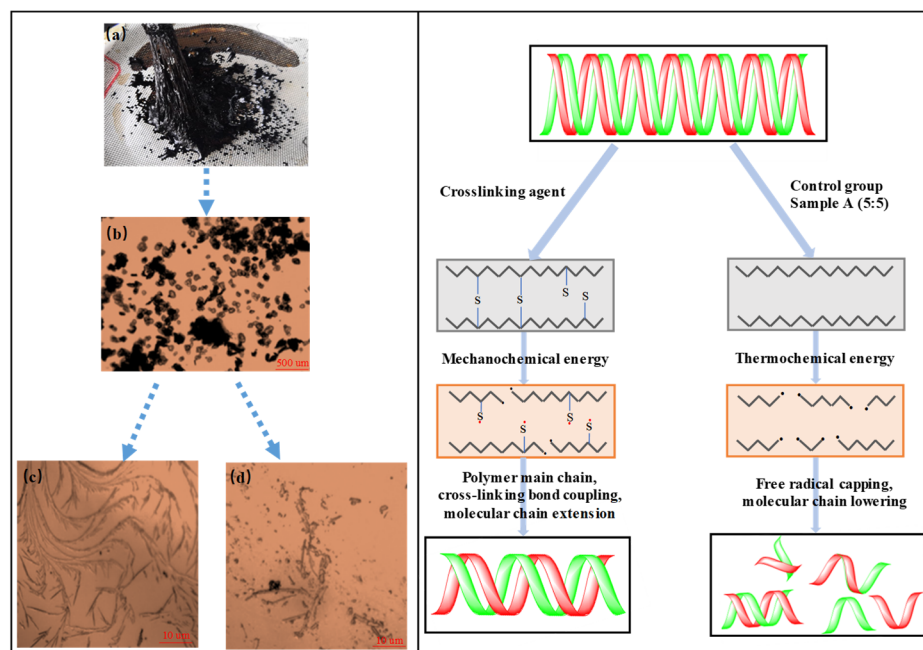 (a)
(b)
500 um
(c)
10 um
(d)
10 um
Crosslinking agent
Control group
Sample A (5:5)
S
S
S
S
Mechanochemical energy
Thermochemical energy
S
S
S
S
Polymer main chain,
cross-linking bond coupling,
molecular chain extension
Free radical capping,
molecular chain lowering